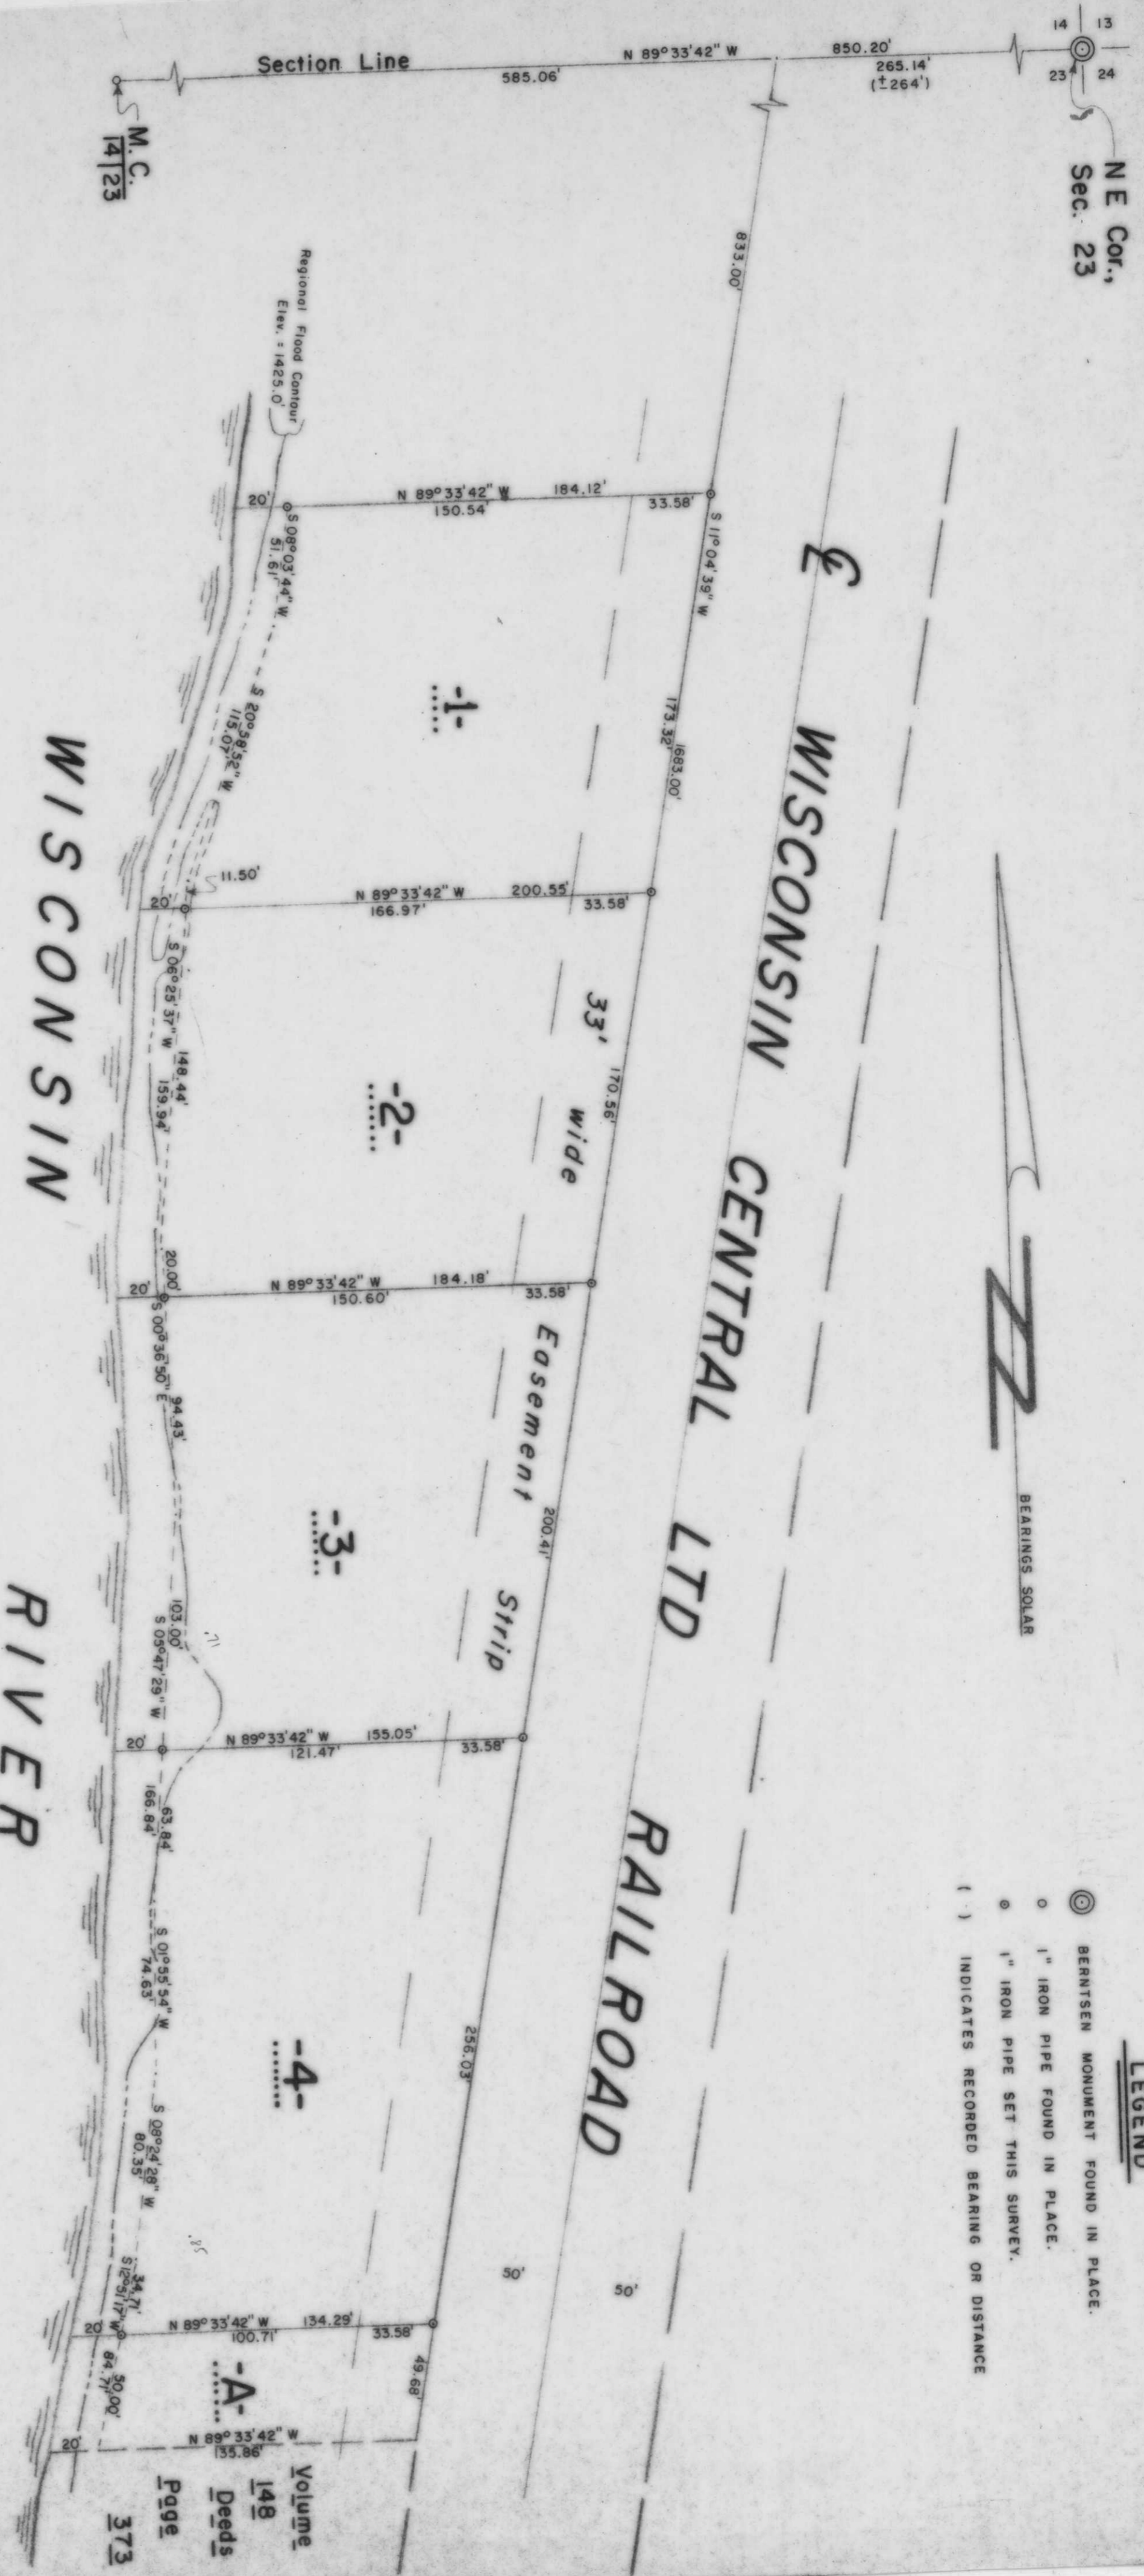 14 13
23 24
Section Line
N 89°33'42" W
850.20'
585.06'
265.14'
(±264')
NE Cor.,
Sec. 23
M.C.
14|23
833.00'
Regional Flood Contour
Elev. = 1425.0'
20'
N 89°33'42" W 184.12'
150.54'
33.58'
S 08°03'44" W
51.61'
S 11°04'39" W
℄ WISCONSIN CENTRAL LTD RAILROAD
-1-
S 20°58'52" W
115.07'
173.32'
1683.00'
11.50'
20'
N 89°33'42" W 200.55'
166.97'
33.58'
S 06°25'37" W
148.44'
159.94'
-2-
33' wide Easement Strip
170.56'
WISCONSIN RIVER
20.00'
20'
N 89°33'42" W 184.18'
150.60'
33.58'
S 00°36'50" E
94.43'
-3-
200.41'
BEARINGS SOLAR
103.00'
S 05°47'29" W
.71
20'
N 89°33'42" W 155.05'
121.47'
33.58'
63.84'
166.84'
S 01°55'54" W
74.63'
-4-
256.03'
S 08°24'28" W
80.35'
.85
34.71'
S 12°51'17" W
50'
50'
20'
N 89°33'42" W 134.29'
100.71'
33.58'
50.00'
84.71'
-A-
49.68'
20'
N 89°33'42" W
135.86'
Volume
148
Deeds
Page
373
LEGEND
BERNTSEN MONUMENT FOUND IN PLACE.
1" IRON PIPE FOUND IN PLACE.
1" IRON PIPE SET THIS SURVEY.
( ) INDICATES RECORDED BEARING OR DISTANCE